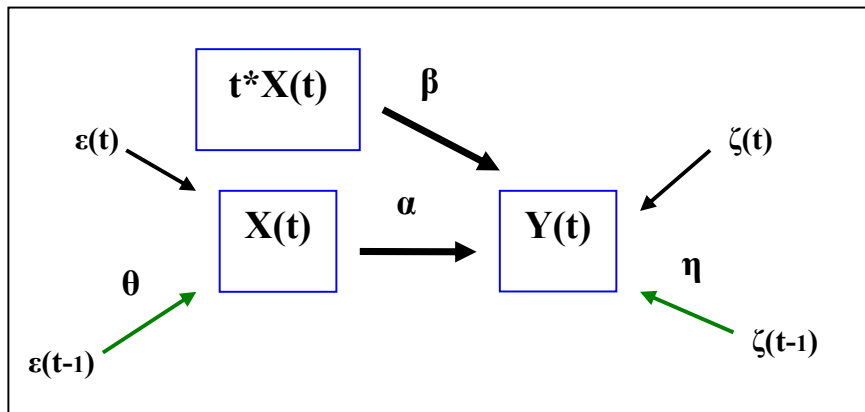 t*X(t)
β
ε(t)
ζ(t)
X(t)
α
Y(t)
θ
η
ε(t-1)
ζ(t-1)